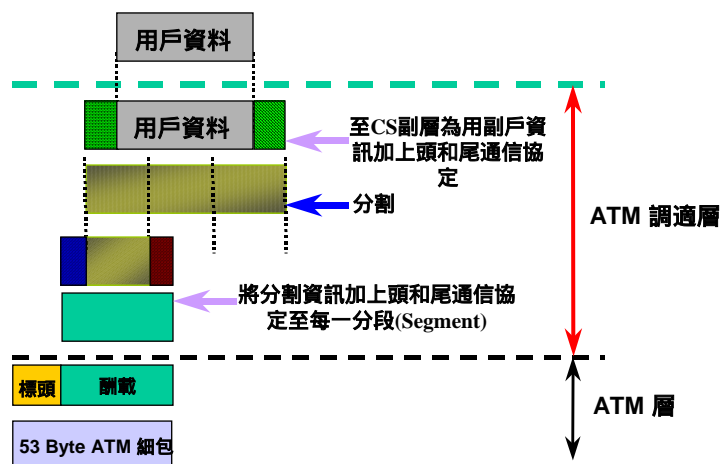 用戶資料
用戶資料
至CS副層為用副戶資
訊加上頭和尾通信協
定
分割
ATM 調適層
將分割資訊加上頭和尾通信協
定至每一分段(Segment)
標頭
酬載
ATM 層
53 Byte ATM 細包